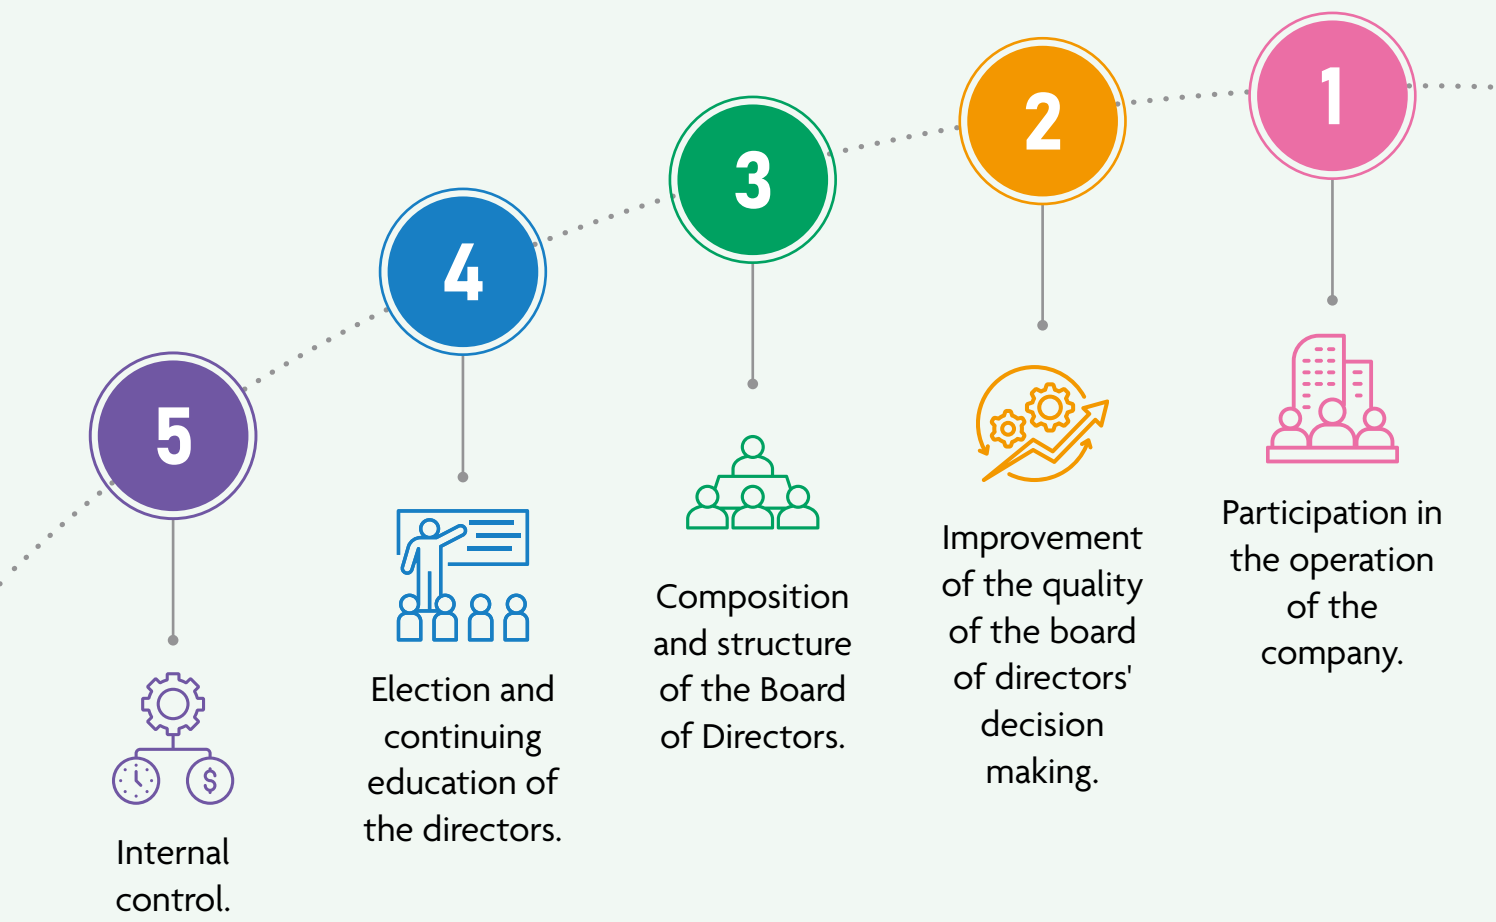 1
Participation in
the operation
of the
company.
2
Improvement
of the quality
of the board
of directors'
decision
making.
3
Composition
and structure
of the Board
of Directors.
4
Election and
continuing
education of
the directors.
5
Internal
control.
$